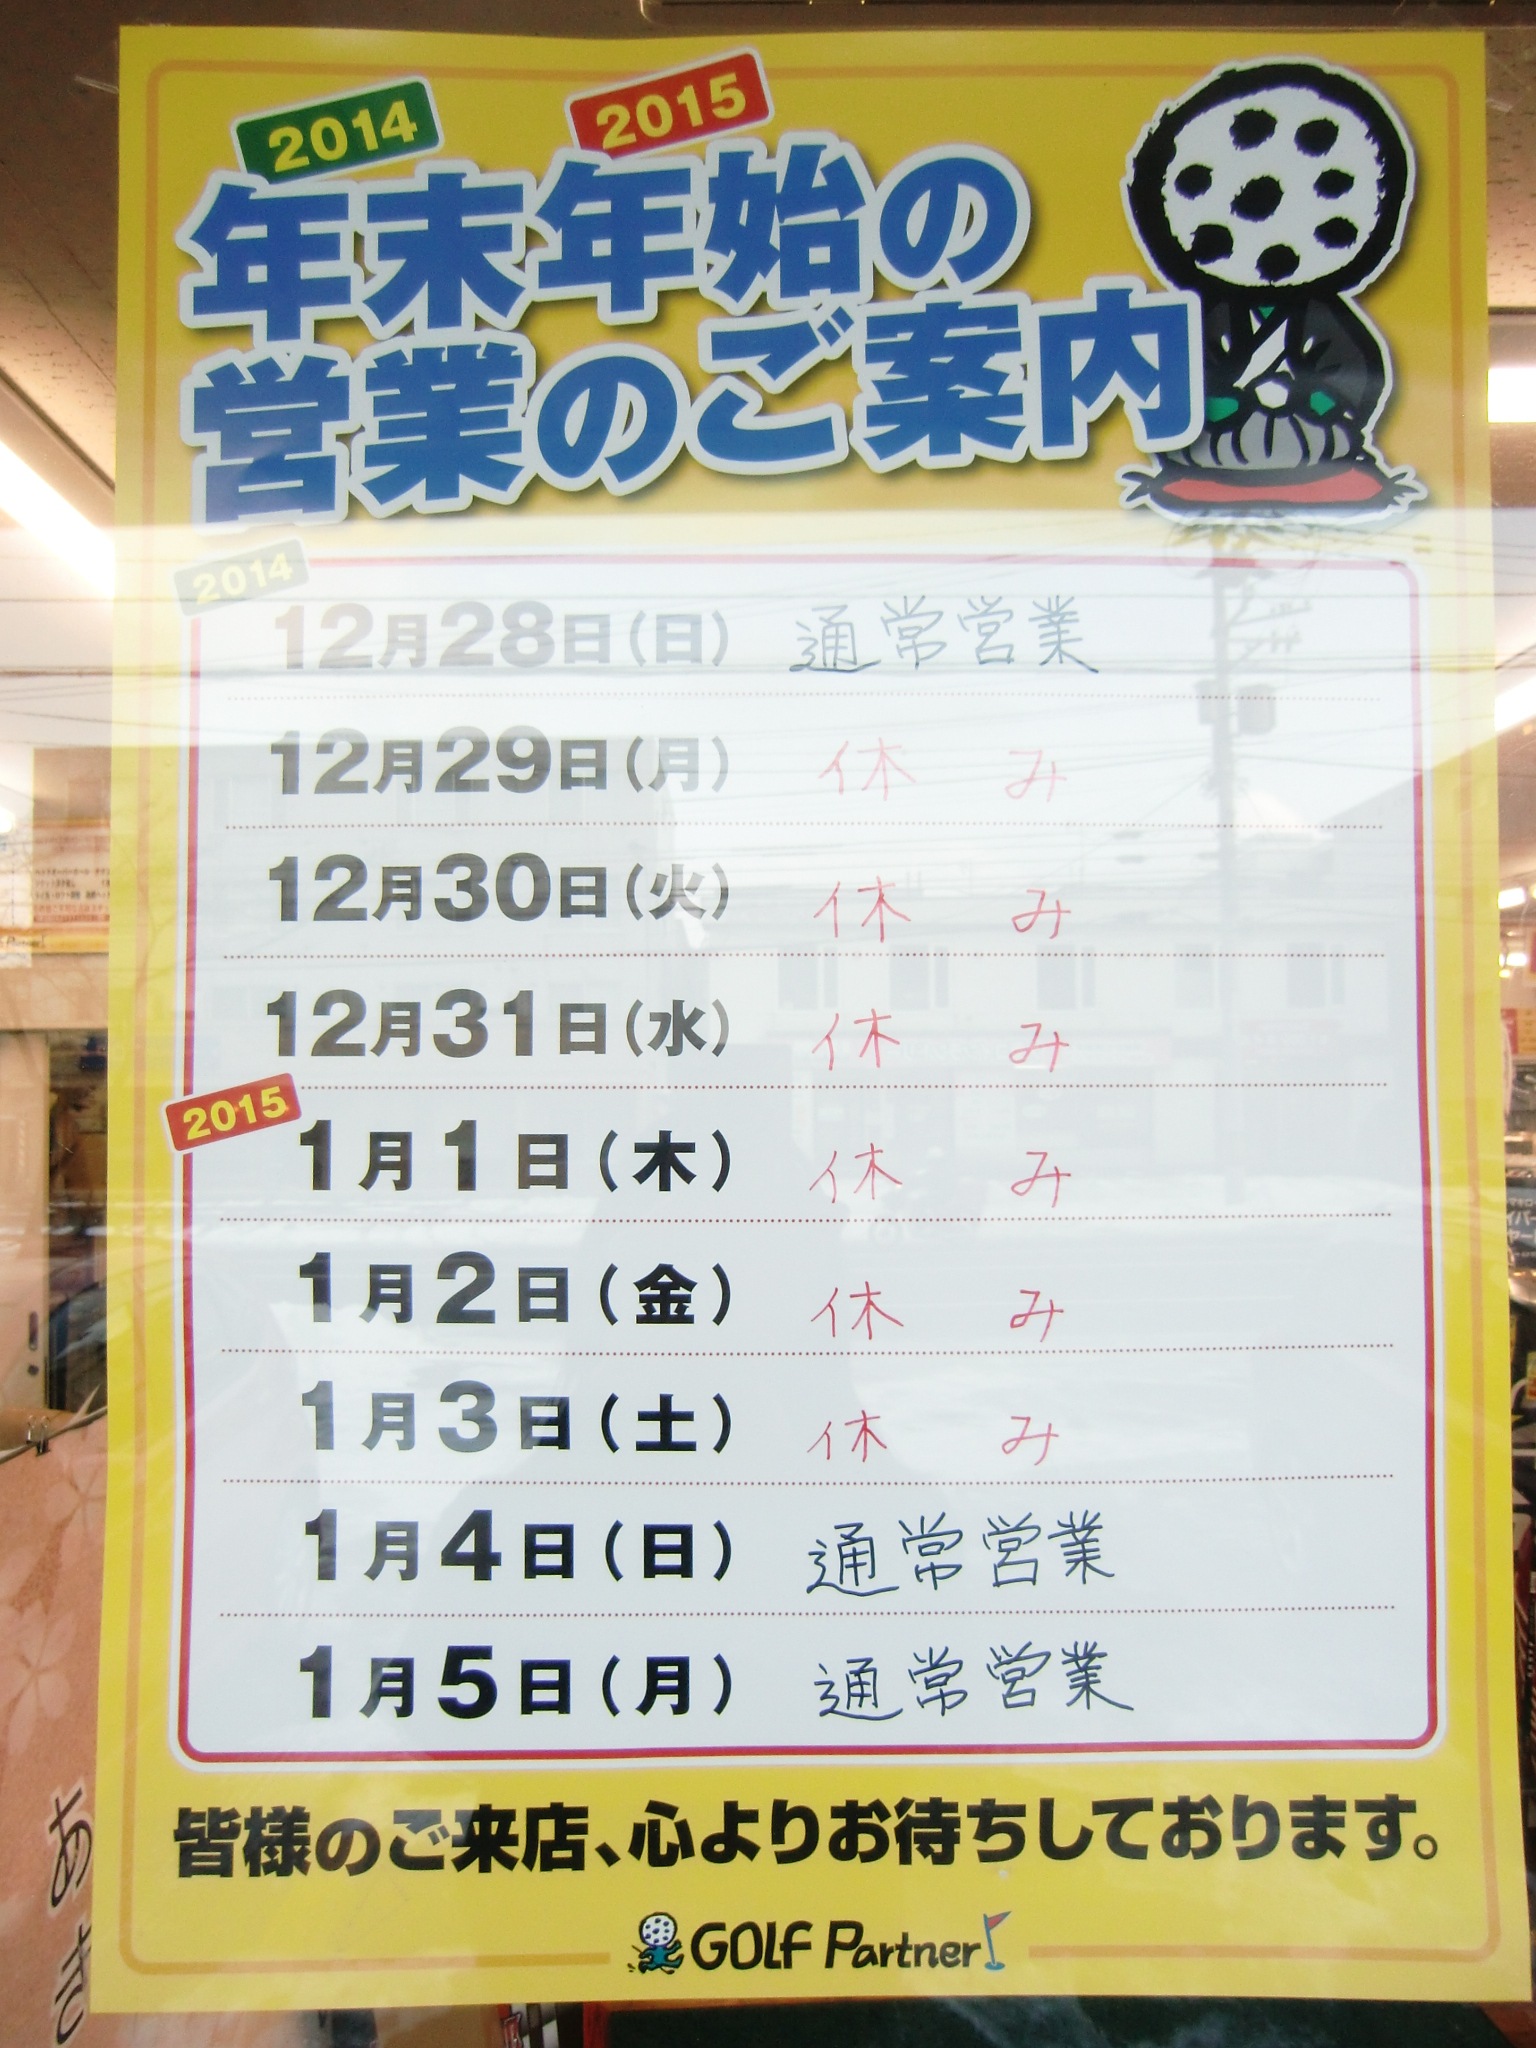 2014 2015
年末年始の
営業のご案内
2014
12月28日(日) 通常営業
12月29日(月) 休み
12月30日(火) 休み
12月31日(水) 休み
2015
1月1日(木) 休み
1月2日(金) 休み
1月3日(土) 休み
1月4日(日) 通常営業
1月5日(月) 通常営業
皆様のご来店、心よりお待ちしております。
GOLF Partner
あき